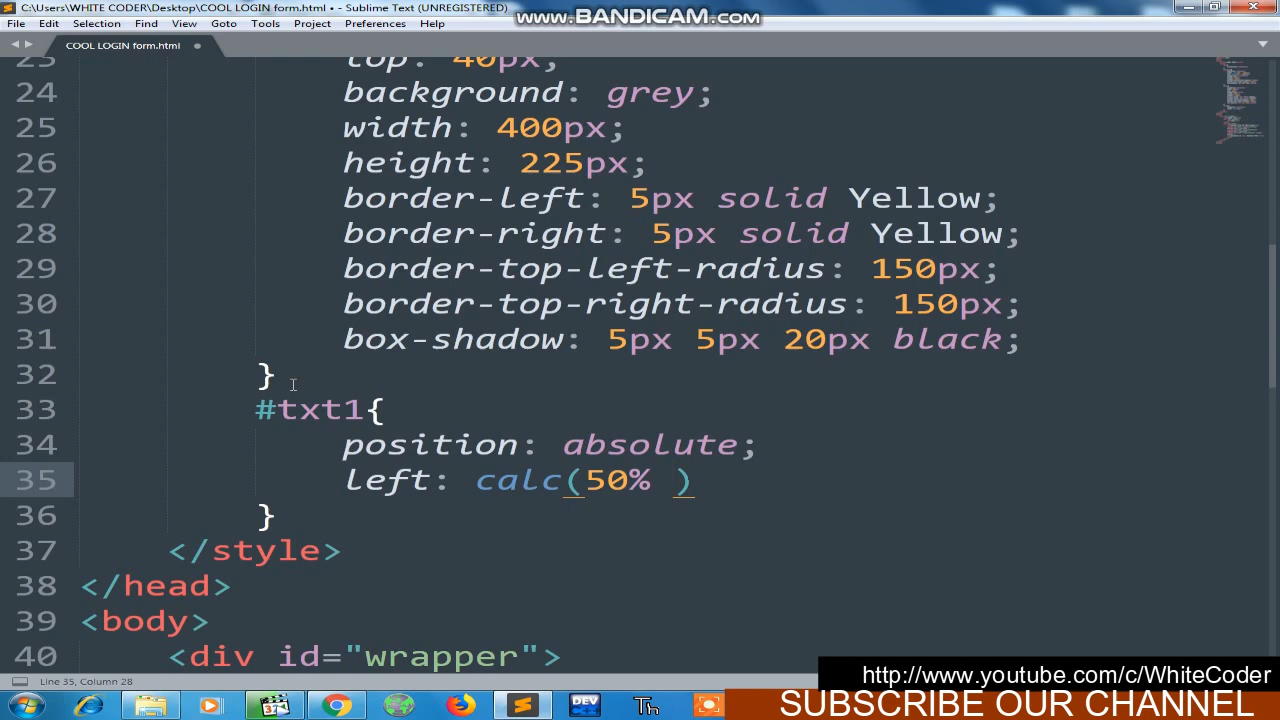 C:\Users\WHITE CODER\Desktop\COOL LOGIN form.html • - Sublime Text (UNREGISTERED)
www.BANDICAM.com
File Edit Selection Find View Goto Tools Project Preferences Help
COOL LOGIN form.html
23 top: 40px;
24 background: grey;
25 width: 400px;
26 height: 225px;
27 border-left: 5px solid Yellow;
28 border-right: 5px solid Yellow;
29 border-top-left-radius: 150px;
30 border-top-right-radius: 150px;
31 box-shadow: 5px 5px 20px black;
32 }
33 #txt1{
34 position: absolute;
35 left: calc(50% )
36 }
37 </style>
38 </head>
39 <body>
40 <div id="wrapper">
http://www.youtube.com/c/WhiteCoder
Line 35, Column 28
DEV C++ Th
SUBSCRIBE OUR CHANNEL